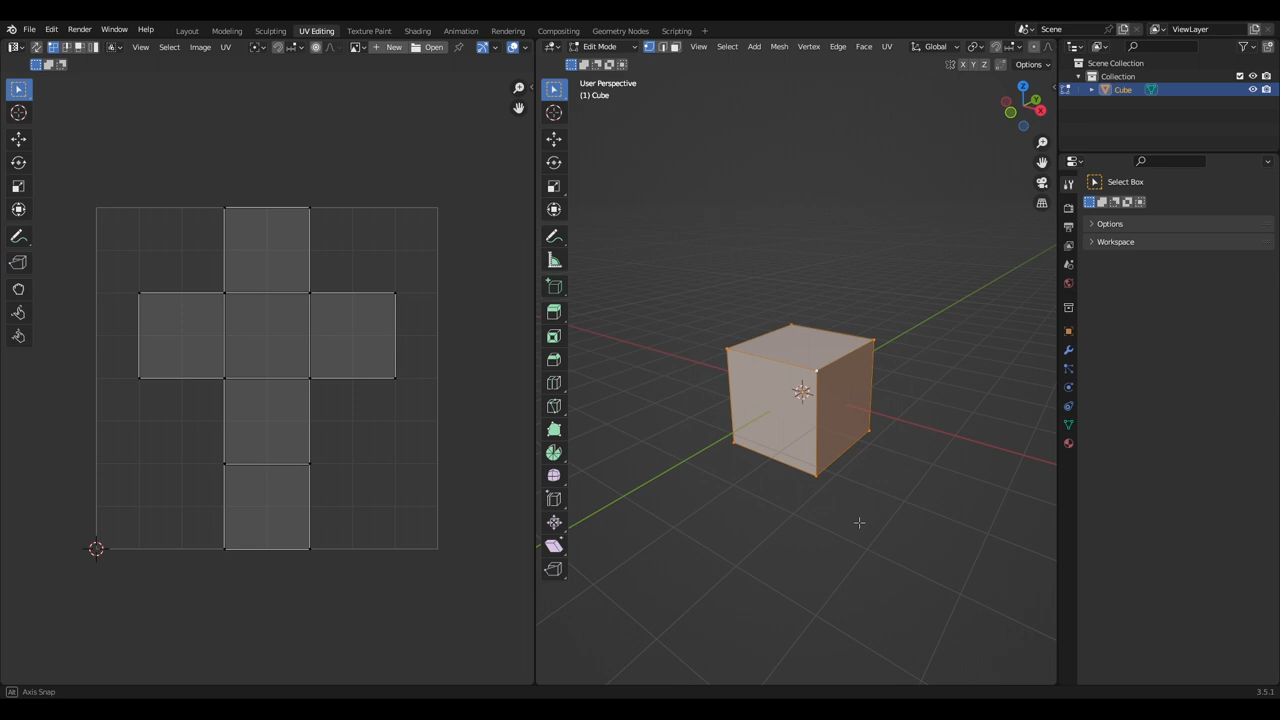 File Edit Render Window Help Layout Modeling Sculpting UV Editing Texture Paint Shading Animation Rendering Compositing Geometry Nodes Scripting + Scene ViewLayer
View Select Image UV New Open Edit Mode View Select Add Mesh Vertex Edge Face UV Global
X Y Z Options
Scene Collection
Collection
Cube
User Perspective
(1) Cube
Z
Y
X
Select Box
Options
Workspace
Alt Axis Snap 3.5.1